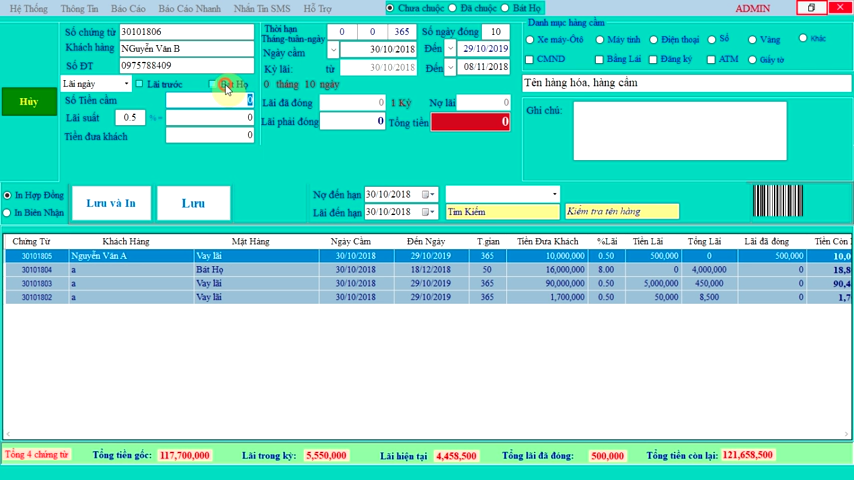 Hệ Thống Thông Tin Báo Cáo Báo Cáo Nhanh Nhắn Tin SMS Hỗ Trợ Chưa chuộc Đã chuộc Bát Họ ADMIN
Số chứng từ 30101806
Khách hàng NGuyễn Văn B
Số ĐT 0975788409
Lãi ngày Lãi trước Bát Họ
Số Tiền cầm 0
Lãi suất 0.5 % = 0
Tiền đưa khách 0
Hủy
Thời hạn
Tháng-tuần-ngày 0 0 365 Số ngày đóng 10
Ngày cầm 30/10/2018 Đến 29/10/2019
Kỳ lãi: từ 30/10/2018 Đến 08/11/2018
0 tháng 10 ngày
Lãi đã đóng 0 1 Kỳ Nợ lãi 0
Lãi phải đóng 0 Tổng tiền 0
Danh mục hàng cầm
Xe máy-Ôtô Máy tính Điện thoại Sổ Vàng Khác
CMND Bằng Lái Đăng ký ATM Giấy tờ
Tên hàng hóa, hàng cầm
Ghi chú:
In Hợp Đồng
In Biên Nhận
Lưu và In
Lưu
Nợ đến hạn 30/10/2018
Lãi đến hạn 30/10/2018 Tìm Kiếm Kiểm tra tên hàng
Chứng Từ Khách Hàng Mặt Hàng Ngày Cầm Đến Ngày T.gian Tiền Đưa Khách %Lãi Tiền Lãi Tổng Lãi Lãi đã đóng Tiền Còn
30101805 Nguyễn Văn A Vay lãi 30/10/2018 29/10/2019 365 10,000,000 0.50 500,000 0 500,000 10,0
30101804 a Bát Họ 30/10/2018 18/12/2018 50 16,000,000 8.00 0 4,000,000 0 18,8
30101803 a Vay lãi 30/10/2018 29/10/2019 365 90,000,000 0.50 5,000,000 450,000 0 90,4
30101802 a Vay lãi 30/10/2018 29/10/2019 365 1,700,000 0.50 50,000 8,500 0 1,7
Tổng 4 chứng từ Tổng tiền gốc: 117,700,000 Lãi trong kỳ: 5,550,000 Lãi hiện tại 4,458,500 Tổng lãi đã đóng: 500,000 Tổng tiền còn lại: 121,658,500